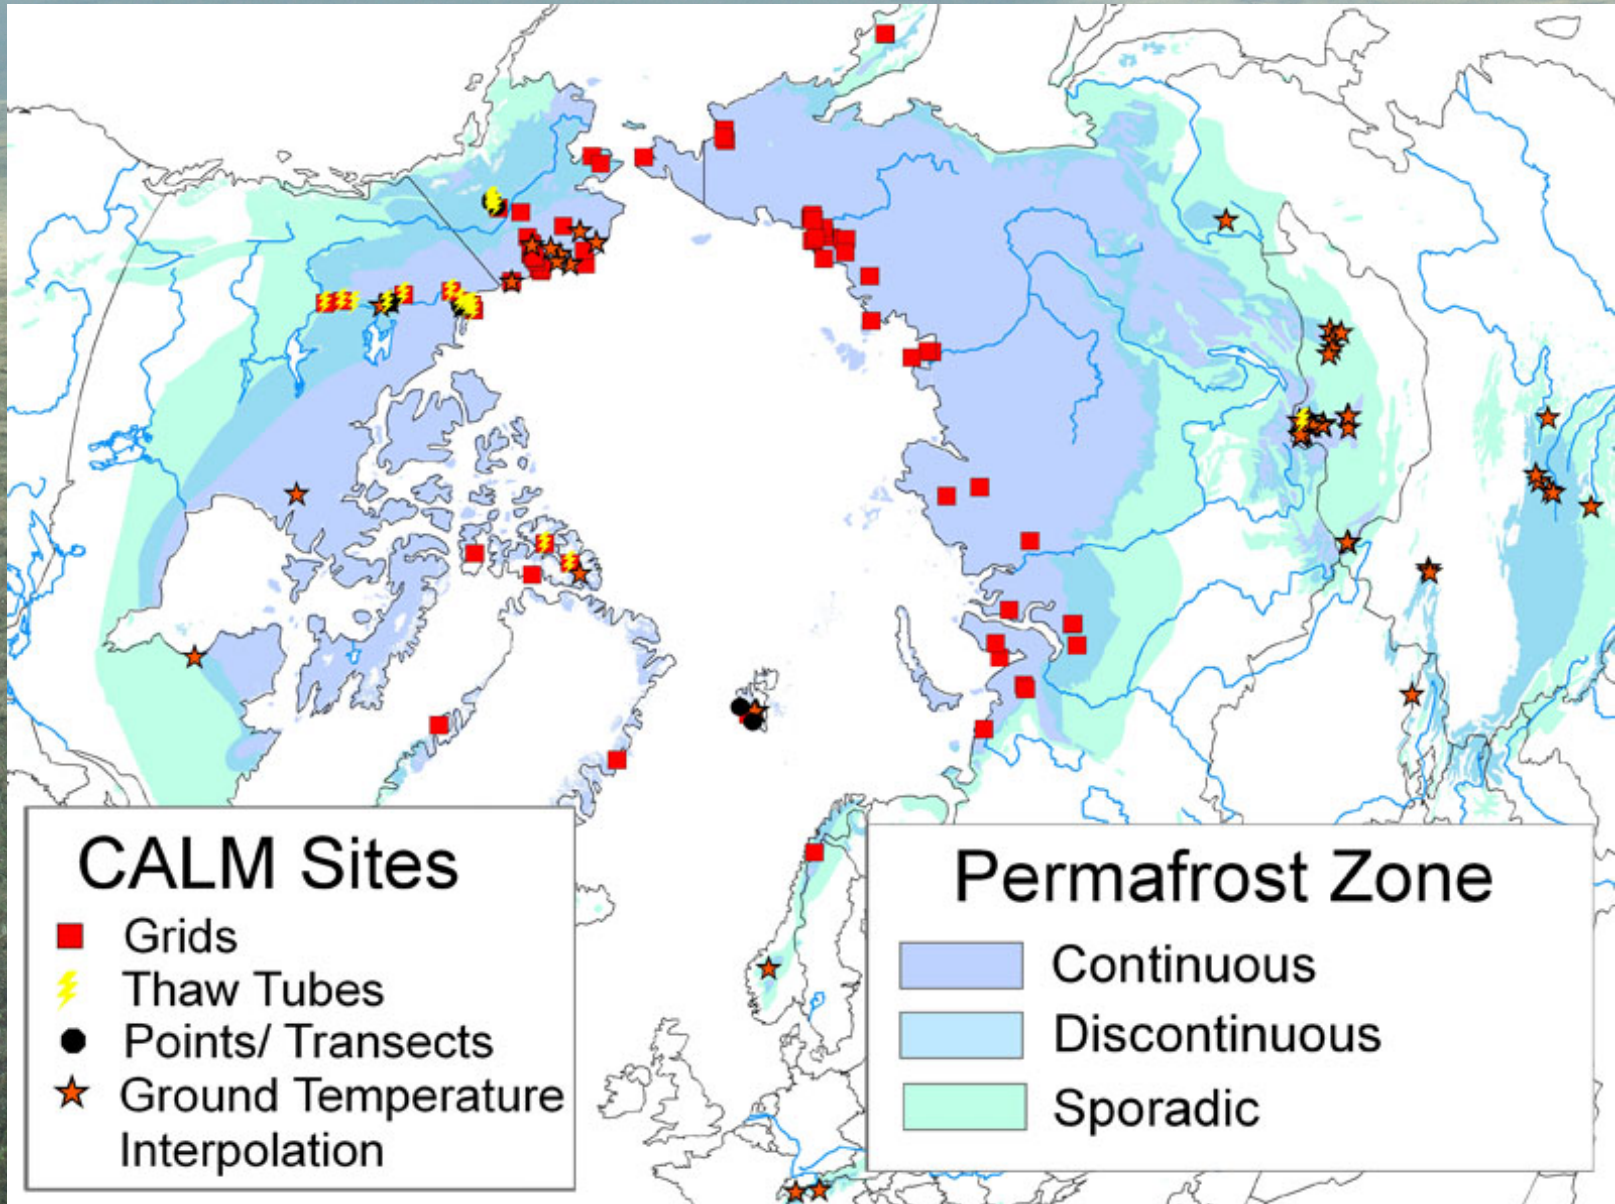 CALM Sites
Grids
Thaw Tubes
Points/ Transects
Ground Temperature
Interpolation
Permafrost Zone
Continuous
Discontinuous
Sporadic